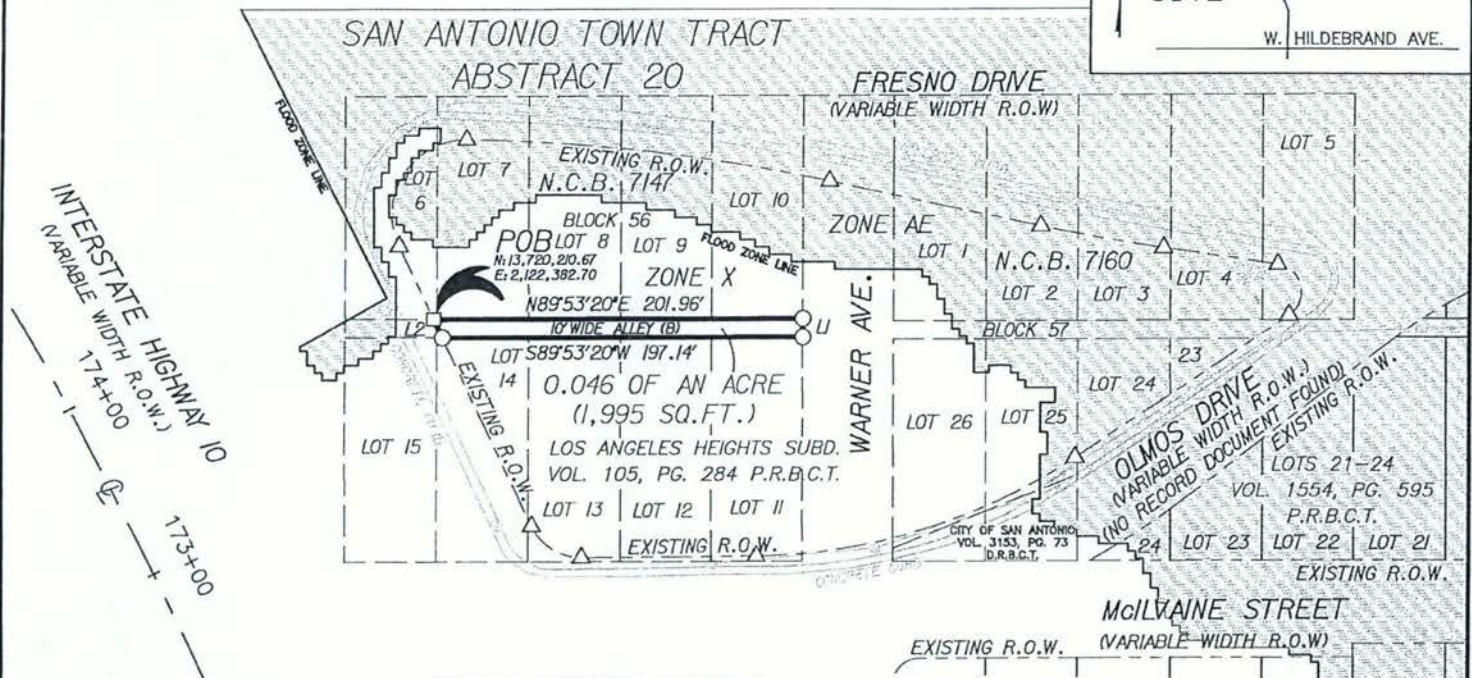 W. HILDEBRAND AVE.
SAN ANTONIO TOWN TRACT
ABSTRACT 20
FRESNO DRIVE
(VARIABLE WIDTH R.O.W)
FLOOD ZONE LINE
LOT 5
EXISTING R.O.W.
LOT 7
N.C.B. 7147
LOT
6
LOT 10
BLOCK 56
ZONE AE
POB
LOT 8
LOT 9
FLOOD ZONE LINE
LOT 1
N.C.B. 7160
LOT 4
N: 13,720,210.67
E: 2,122,382.70
ZONE X
LOT 2
LOT 3
INTERSTATE HIGHWAY 10
(VARIABLE WIDTH R.O.W.)
174+00
173+00
N89°53'20"E 201.96'
L2
10' WIDE ALLEY (B)
L1
BLOCK 57
S89°53'20"W 197.14'
LOT
14
23
LOT 24
EXISTING R.O.W.
0.046 OF AN ACRE
(1,995 SQ.FT.)
WARNER AVE.
LOT 26
LOT 25
LOT 15
LOS ANGELES HEIGHTS SUBD.
VOL. 105, PG. 284 P.R.B.C.T.
OLMOS DRIVE
(VARIABLE WIDTH R.O.W.)
(NO RECORD DOCUMENT FOUND)
EXISTING R.O.W.
LOTS 21-24
VOL. 1554, PG. 595
P.R.B.C.T.
LOT 13
LOT 12
LOT 11
EXISTING R.O.W.
CITY OF SAN ANTONIO
VOL. 3153, PG. 73
D.R.B.C.T.
24
LOT 23
LOT 22
LOT 21
CONCRETE CURB
EXISTING R.O.W.
McILVAINE STREET
(VARIABLE WIDTH R.O.W)
EXISTING R.O.W.